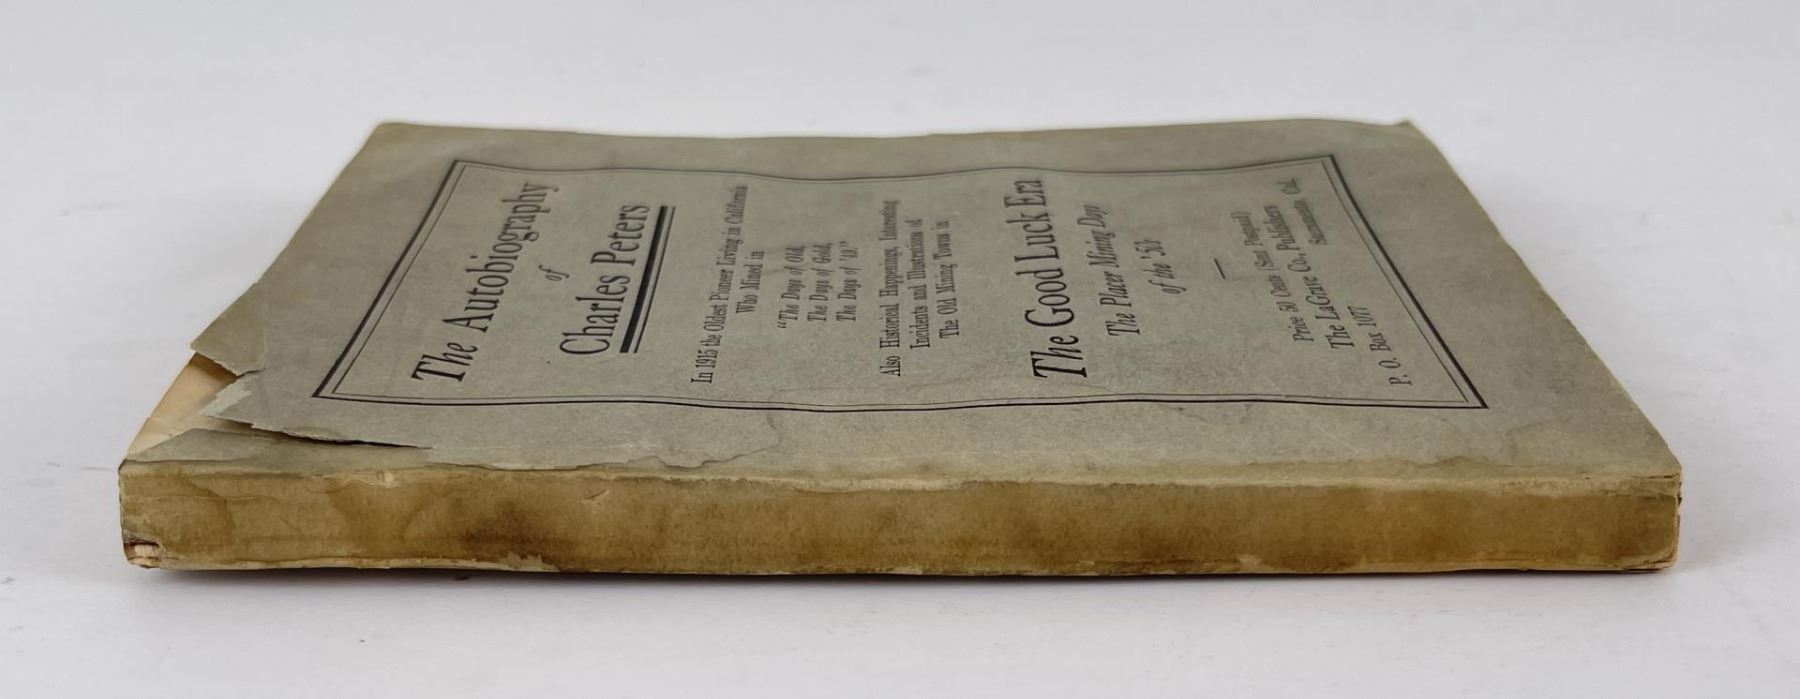 The Autobiography
of
Charles Peters
In 1915 the Oldest Pioneer Living in California
Who Mined in
"The Days of Old,
The Days of Gold,
The Days of '49."
Also Historical Happenings, Interesting
Incidents and Illustrations of
The Old Mining Towns in
The Good Luck Era
The Placer Mining Days
of the '50s
Price 50 Cents (Sent Postpaid)
The LaGrave Co., Publishers
P. O. Box 1077 Sacramento, Cal.